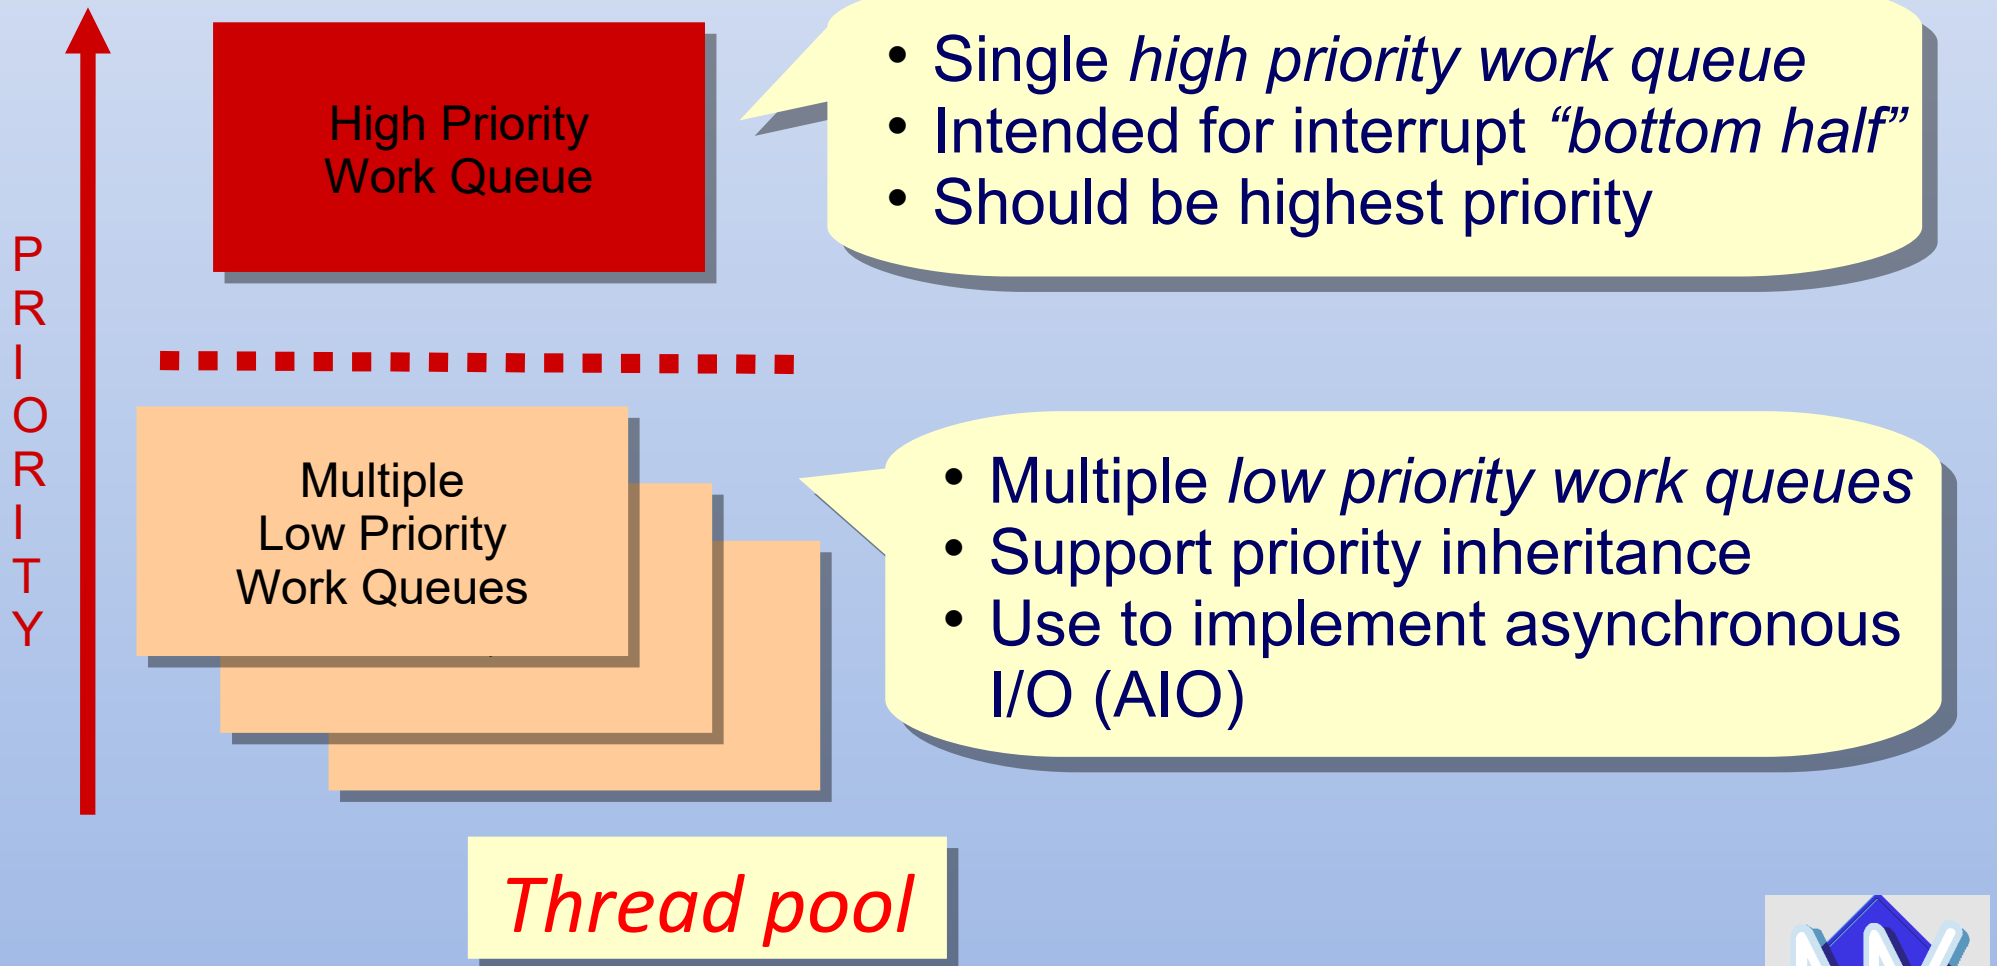 High Priority
Work Queue
• Single high priority work queue
• Intended for interrupt “bottom half”
• Should be highest priority
P
R
I
O
R
I
T
Y
Multiple
Low Priority
Work Queues
• Multiple low priority work queues
• Support priority inheritance
• Use to implement asynchronous
I/O (AIO)
Thread pool